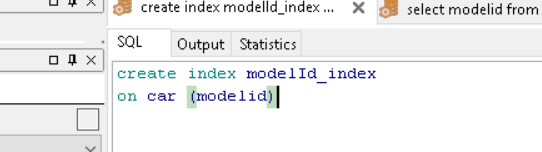 create index modelId_index ...
select modelid from
SQL
Output
Statistics
create index modelId_index
on car (modelid)